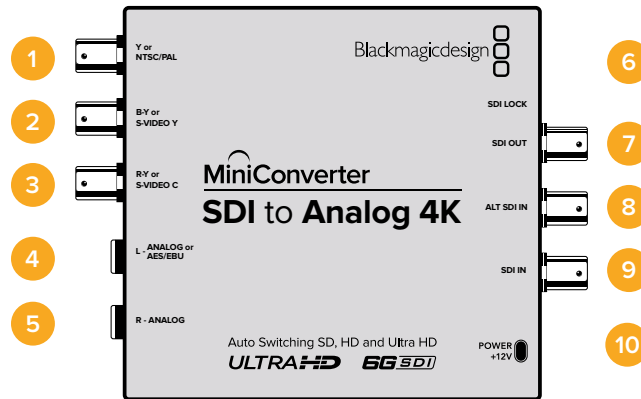 1
Y or
NTSC/PAL
2
B-Y or
S-VIDEO Y
3
R-Y or
S-VIDEO C
4
L - ANALOG or
AES/EBU
5
R - ANALOG
Blackmagicdesign
SDI LOCK
6
SDI OUT
7
ALT SDI IN
8
SDI IN
9
POWER
+12V
10
MiniConverter
SDI to Analog 4K
Auto Switching SD, HD and Ultra HD
ULTRA HD 6G SDI